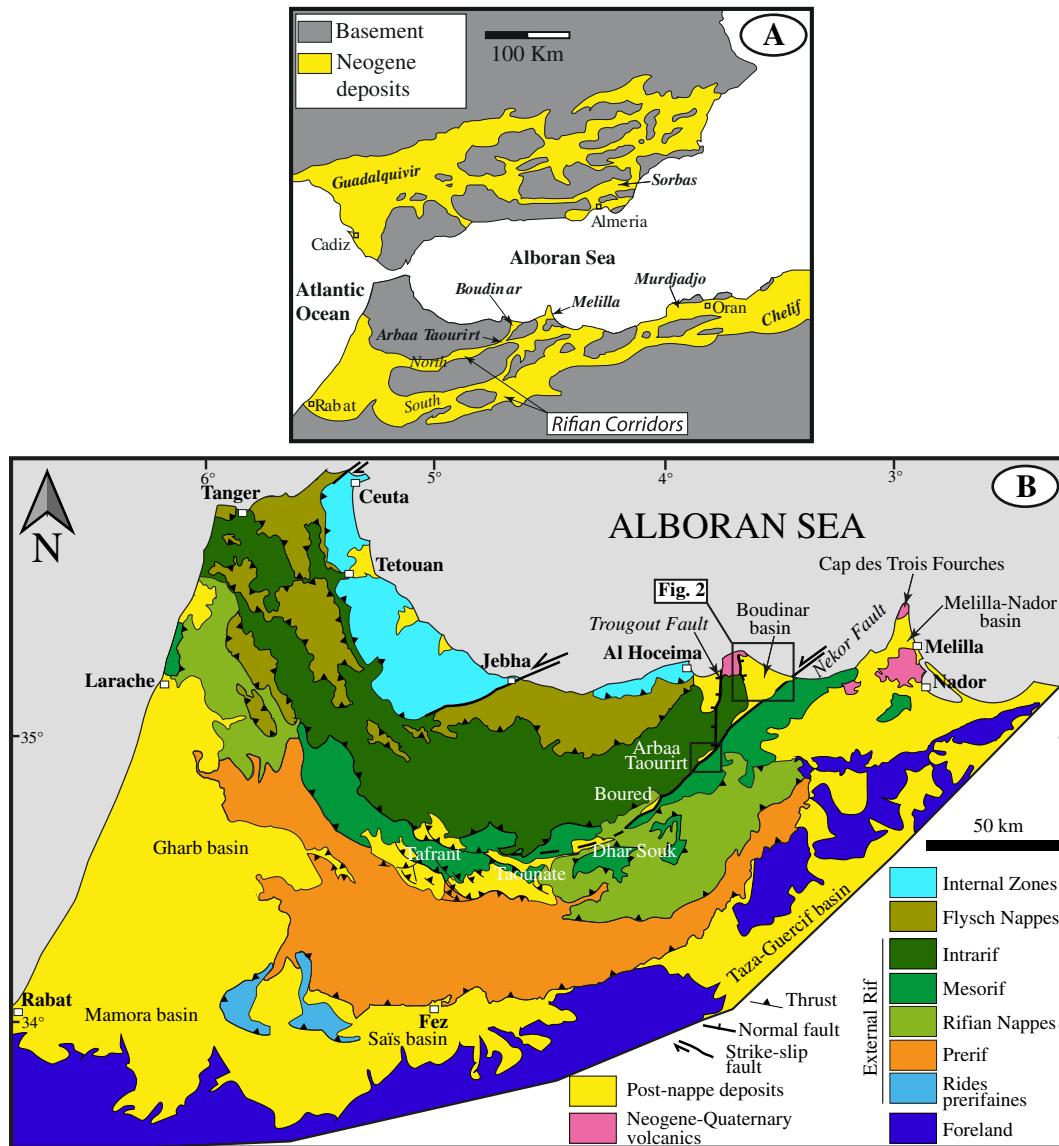 Basement
Neogene
deposits
100 Km
A
Guadalquivir
Sorbas
Almeria
Cadiz
Alboran Sea
Atlantic
Ocean
Boudinar
Melilla
Murdjadjo
Oran
Chelif
Arbaa Taourirt
North
South
Rabat
Rifian Corridors
B
6°
5°
4°
3°
Tanger
Ceuta
N
ALBORAN SEA
Tetouan
Cap des Trois Fourches
Fig. 2
Boudinar
basin
Melilla-Nador
basin
Trougout Fault
Nekor Fault
Al Hoceima
Melilla
Jebha
Larache
Nador
35°
Arbaa
Taourirt
Boured
50 km
Gharb basin
Tafrant
Dhar Souk
Taounate
Taza-Guercif basin
Rabat
34°
Mamora basin
Fez
Saïs basin
Thrust
Normal fault
Strike-slip
fault
Post-nappe deposits
Neogene-Quaternary
volcanics
Internal Zones
Flysch Nappes
External Rif
Intrarif
Mesorif
Rifian Nappes
Prerif
Rides
prerifaines
Foreland